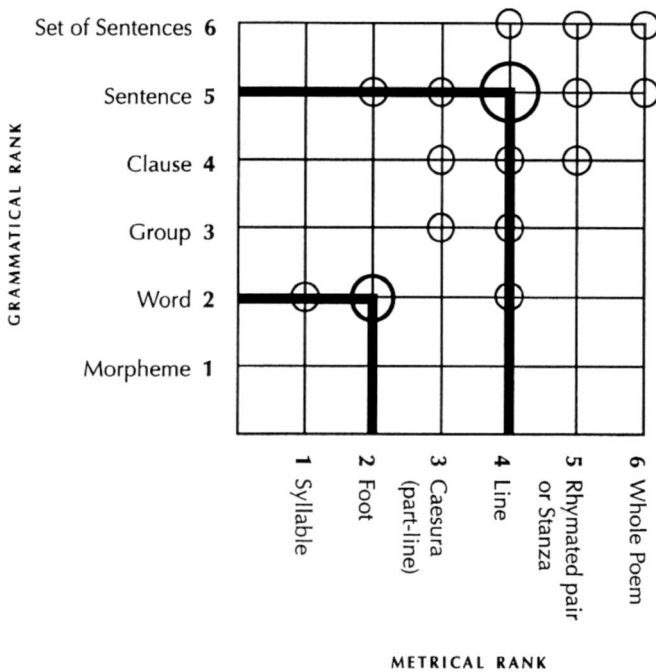 Set of Sentences 6
Sentence 5
Clause 4
Group 3
Word 2
Morpheme 1
GRAMMATICAL RANK
1 Syllable
2 Foot
3 Caesura
(part-line)
4 Line
5 Rhymated pair
or Stanza
6 Whole Poem
METRICAL RANK